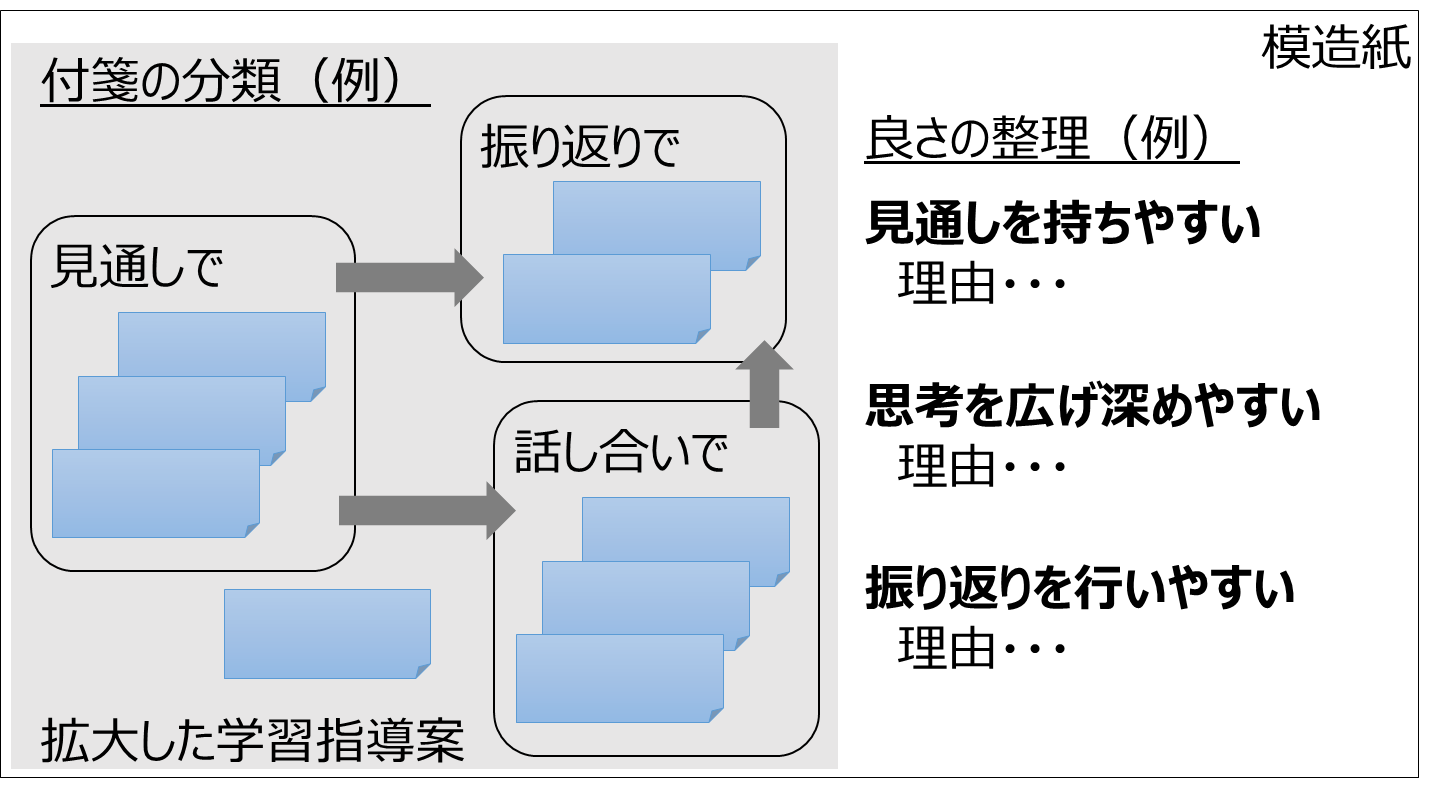 模造紙
付箋の分類（例）
振り返りで
見通しで
話し合いで
拡大した学習指導案
良さの整理（例）
見通しを持ちやすい
理由・・・
思考を広げ深めやすい
理由・・・
振り返りを行いやすい
理由・・・